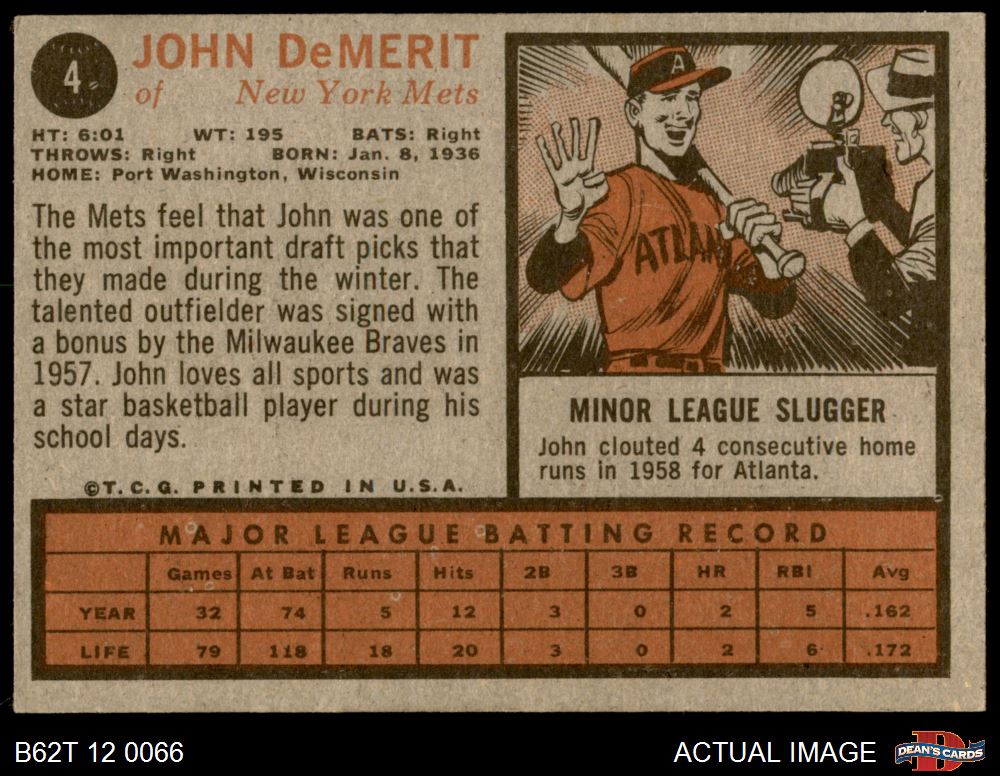 4
JOHN DeMERIT
of New York Mets
HT: 6:01 WT: 195 BATS: Right
THROWS: Right BORN: Jan. 8, 1936
HOME: Port Washington, Wisconsin
The Mets feel that John was one of
the most important draft picks that
they made during the winter. The
talented outfielder was signed with
a bonus by the Milwaukee Braves in
1957. John loves all sports and was
a star basketball player during his
school days.
©T. C. G. PRINTED IN U.S.A.
A
ATLAN
MINOR LEAGUE SLUGGER
John clouted 4 consecutive home
runs in 1958 for Atlanta.
MAJOR LEAGUE BATTING RECORD
Games At Bat Runs Hits 2B 3B HR RBI Avg
YEAR 32 74 5 12 3 0 2 5 .162
LIFE 79 118 18 20 3 0 2 6 .172
B62T 12 0066
ACTUAL IMAGE
D
DEAN'S CARDS